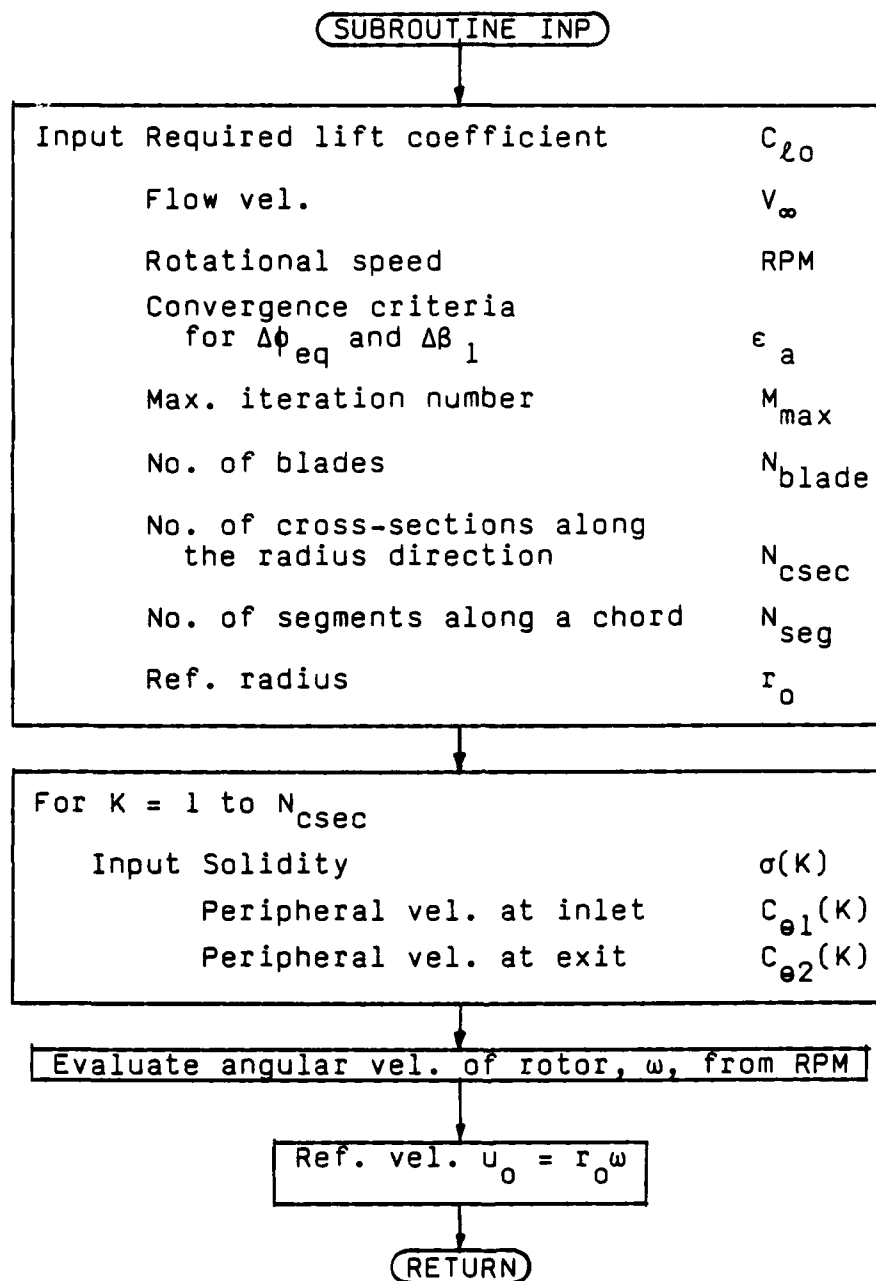 SUBROUTINE INP
Input Required lift coefficient C_ℓo
Flow vel. V_∞
Rotational speed RPM
Convergence criteria
for Δϕ_eq and Δβ_1 ε_a
Max. iteration number M_max
No. of blades N_blade
No. of cross-sections along
the radius direction N_csec
No. of segments along a chord N_seg
Ref. radius r_o
For K = 1 to N_csec
Input Solidity σ(K)
Peripheral vel. at inlet C_θ1(K)
Peripheral vel. at exit C_θ2(K)
Evaluate angular vel. of rotor, ω, from RPM
Ref. vel. u_o = r_oω
RETURN